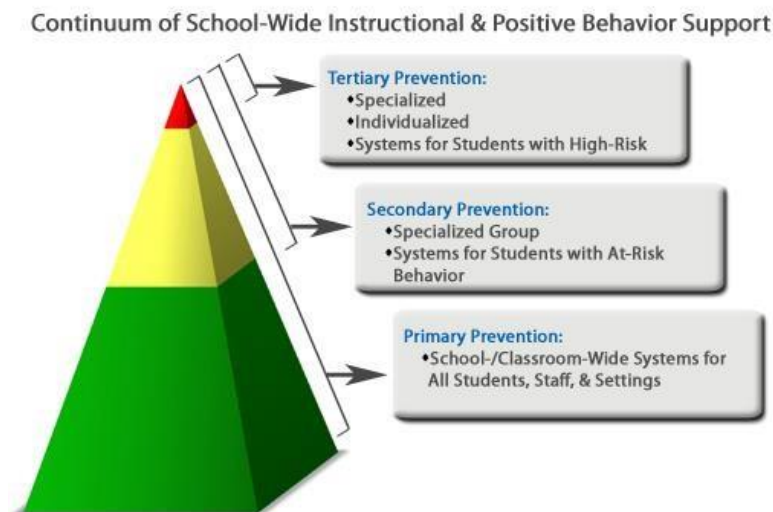 Continuum of School-Wide Instructional & Positive Behavior Support
Tertiary Prevention:
♦Specialized
♦Individualized
♦Systems for Students with High-Risk
Secondary Prevention:
♦Specialized Group
♦Systems for Students with At-Risk
Behavior
Primary Prevention:
♦School-/Classroom-Wide Systems for
All Students, Staff, & Settings